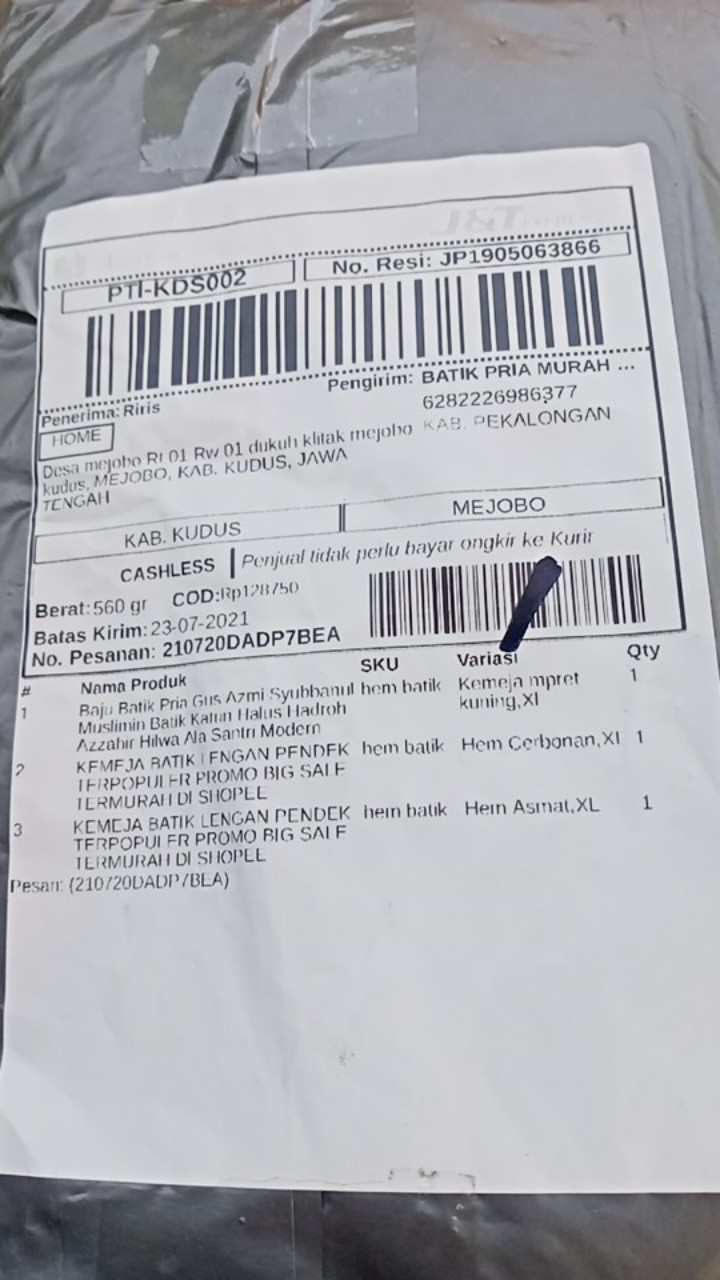 J&T
PTI-KDS002
No. Resi: JP1905063866
Penerima: Riris
Pengirim: BATIK PRIA MURAH ...
HOME
6282226986377
KAB. PEKALONGAN
Desa mejobo Rt 01 Rw 01 dukuh klitak mejobo
kudus, MEJOBO, KAB. KUDUS, JAWA
TENGAH
KAB. KUDUS
MEJOBO
CASHLESS
Penjual tidak perlu bayar ongkir ke Kurir
Berat: 560 gr COD:Rp128750
Batas Kirim: 23-07-2021
No. Pesanan: 210720DADP7BEA
# Nama Produk SKU Variasi Qty
1 Baju Batik Pria Gus Azmi Syubbanul hem batik Kemeja mpret 1
Muslimin Batik Katun Halus Hadroh kuning,Xl
Azzahir Hilwa Ala Santri Modern
2 KEMEJA BATIK LENGAN PENDEK hem batik Hem Cerbonan,Xl 1
TERPOPULER PROMO BIG SALE
TERMURAH DI SHOPEE
3 KEMEJA BATIK LENGAN PENDEK hem batik Hem Asmat,XL 1
TERPOPULER PROMO BIG SALE
TERMURAH DI SHOPEE
Pesan: (210720DADP7BEA)